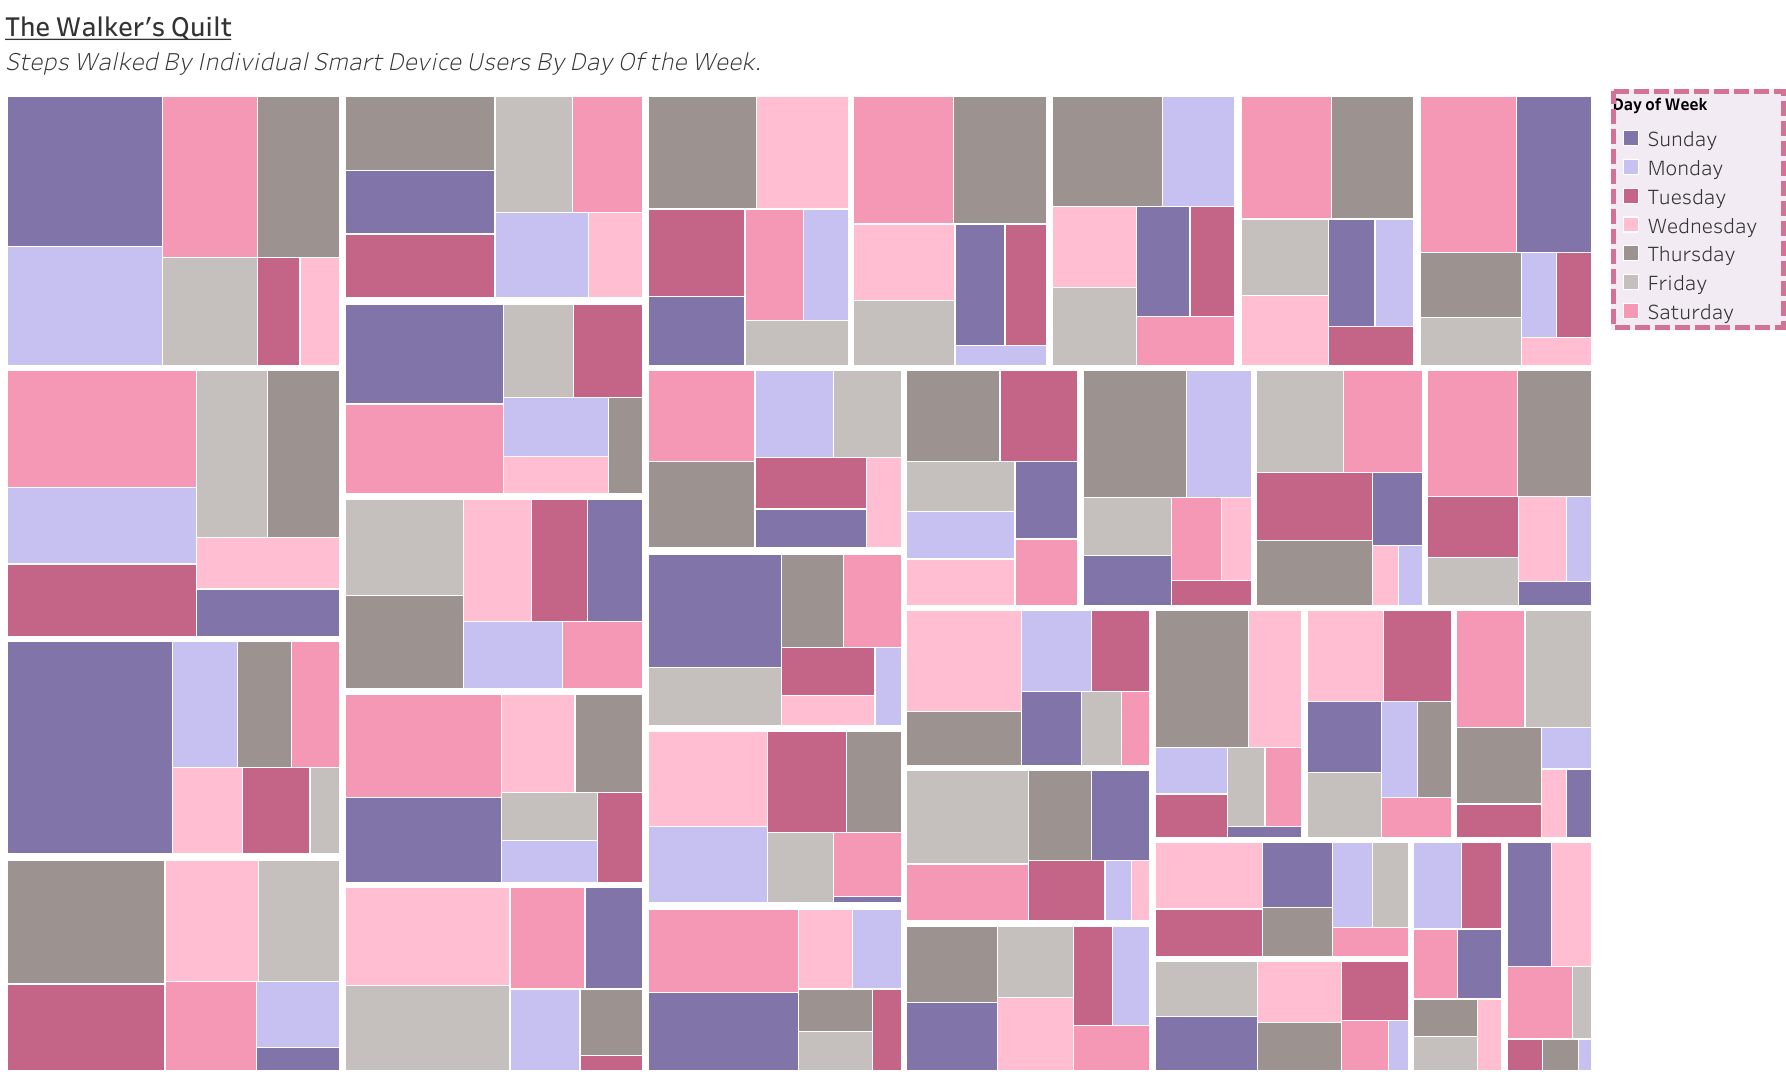 The Walker’s Quilt
Steps Walked By Individual Smart Device Users By Day Of the Week.
Day of Week
Sunday
Monday
Tuesday
Wednesday
Thursday
Friday
Saturday